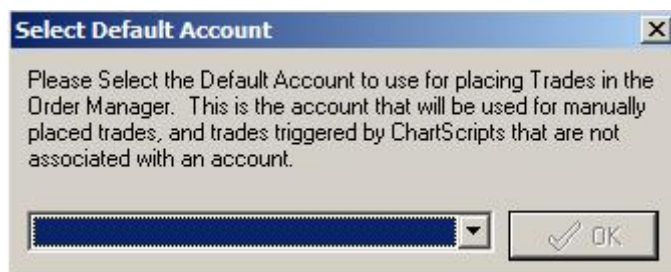 Select Default Account
Please Select the Default Account to use for placing Trades in the
Order Manager.  This is the account that will be used for manually
placed trades, and trades triggered by ChartScripts that are not
associated with an account.
OK